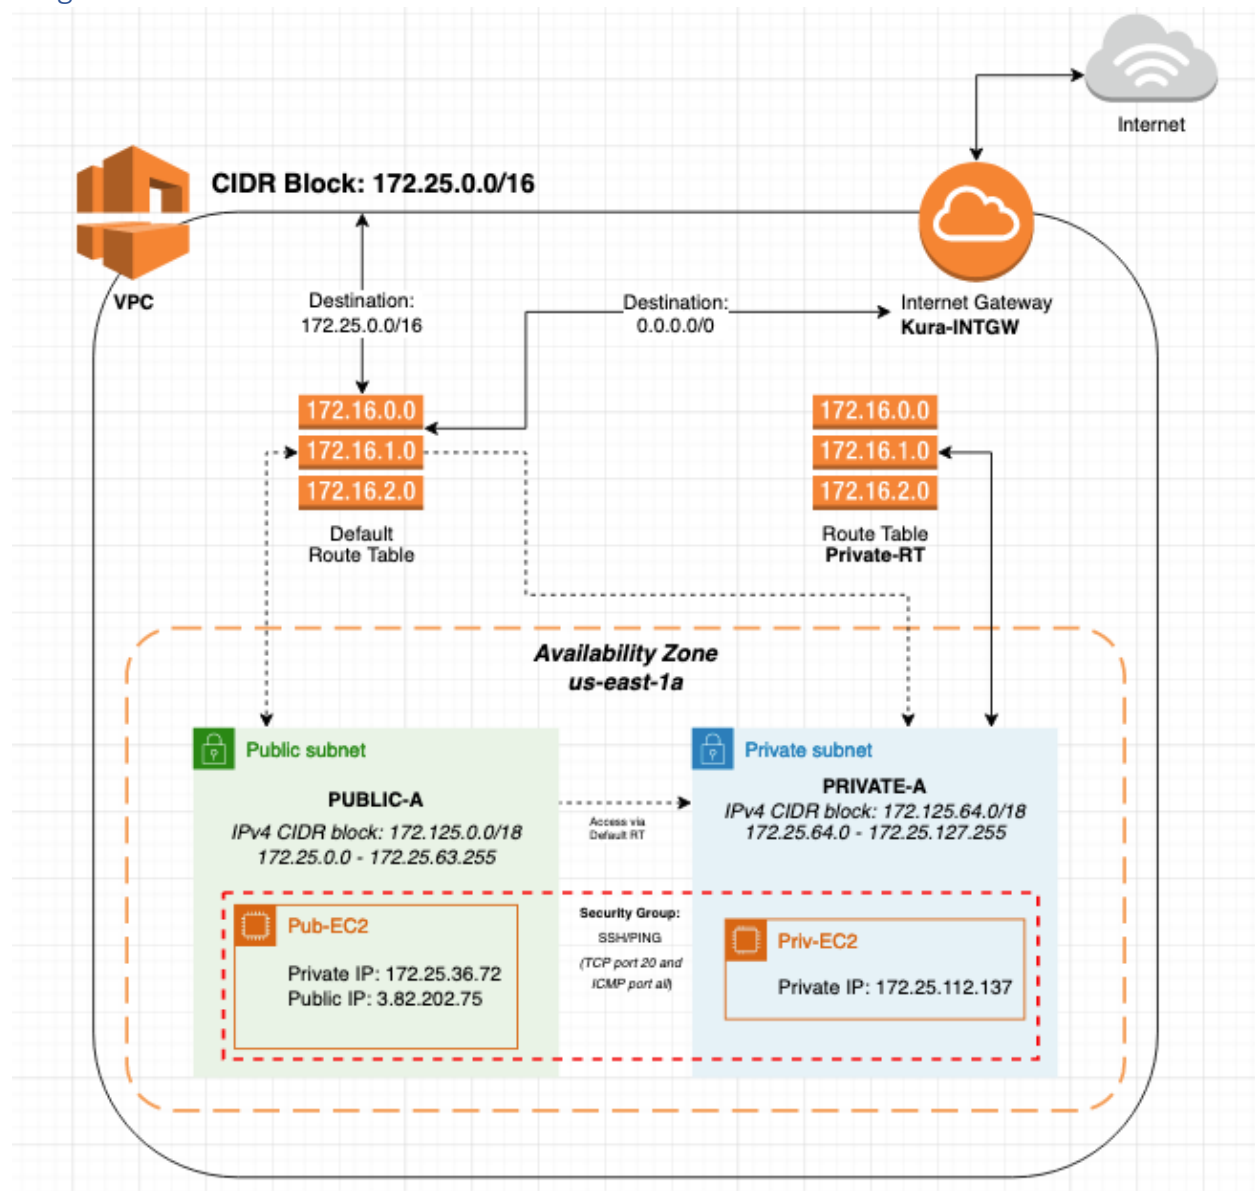 Internet
CIDR Block: 172.25.0.0/16
VPC
Destination:
172.25.0.0/16
Destination:
0.0.0.0/0
Internet Gateway
Kura-INTGW
172.16.0.0
172.16.1.0
172.16.2.0
Default
Route Table
172.16.0.0
172.16.1.0
172.16.2.0
Route Table
Private-RT
Availability Zone
us-east-1a
Public subnet
PUBLIC-A
IPv4 CIDR block: 172.125.0.0/18
172.25.0.0 - 172.25.63.255
Access via
Default RT
Private subnet
PRIVATE-A
IPv4 CIDR block: 172.125.64.0/18
172.25.64.0 - 172.25.127.255
Pub-EC2
Private IP: 172.25.36.72
Public IP: 3.82.202.75
Security Group:
SSH/PING
(TCP port 20 and
ICMP port all)
Priv-EC2
Private IP: 172.25.112.137